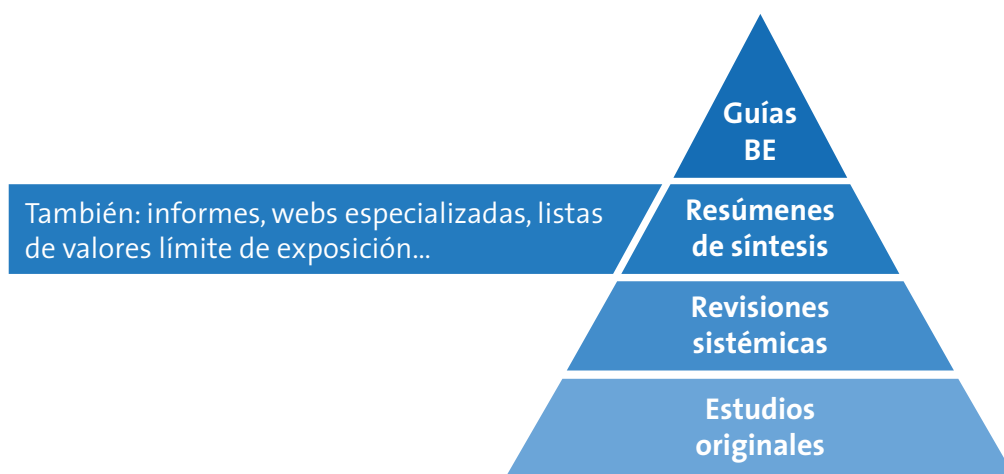 Guías
BE
También: informes, webs especializadas, listas
de valores límite de exposición...
Resúmenes
de síntesis
Revisiones
sistémicas
Estudios
originales